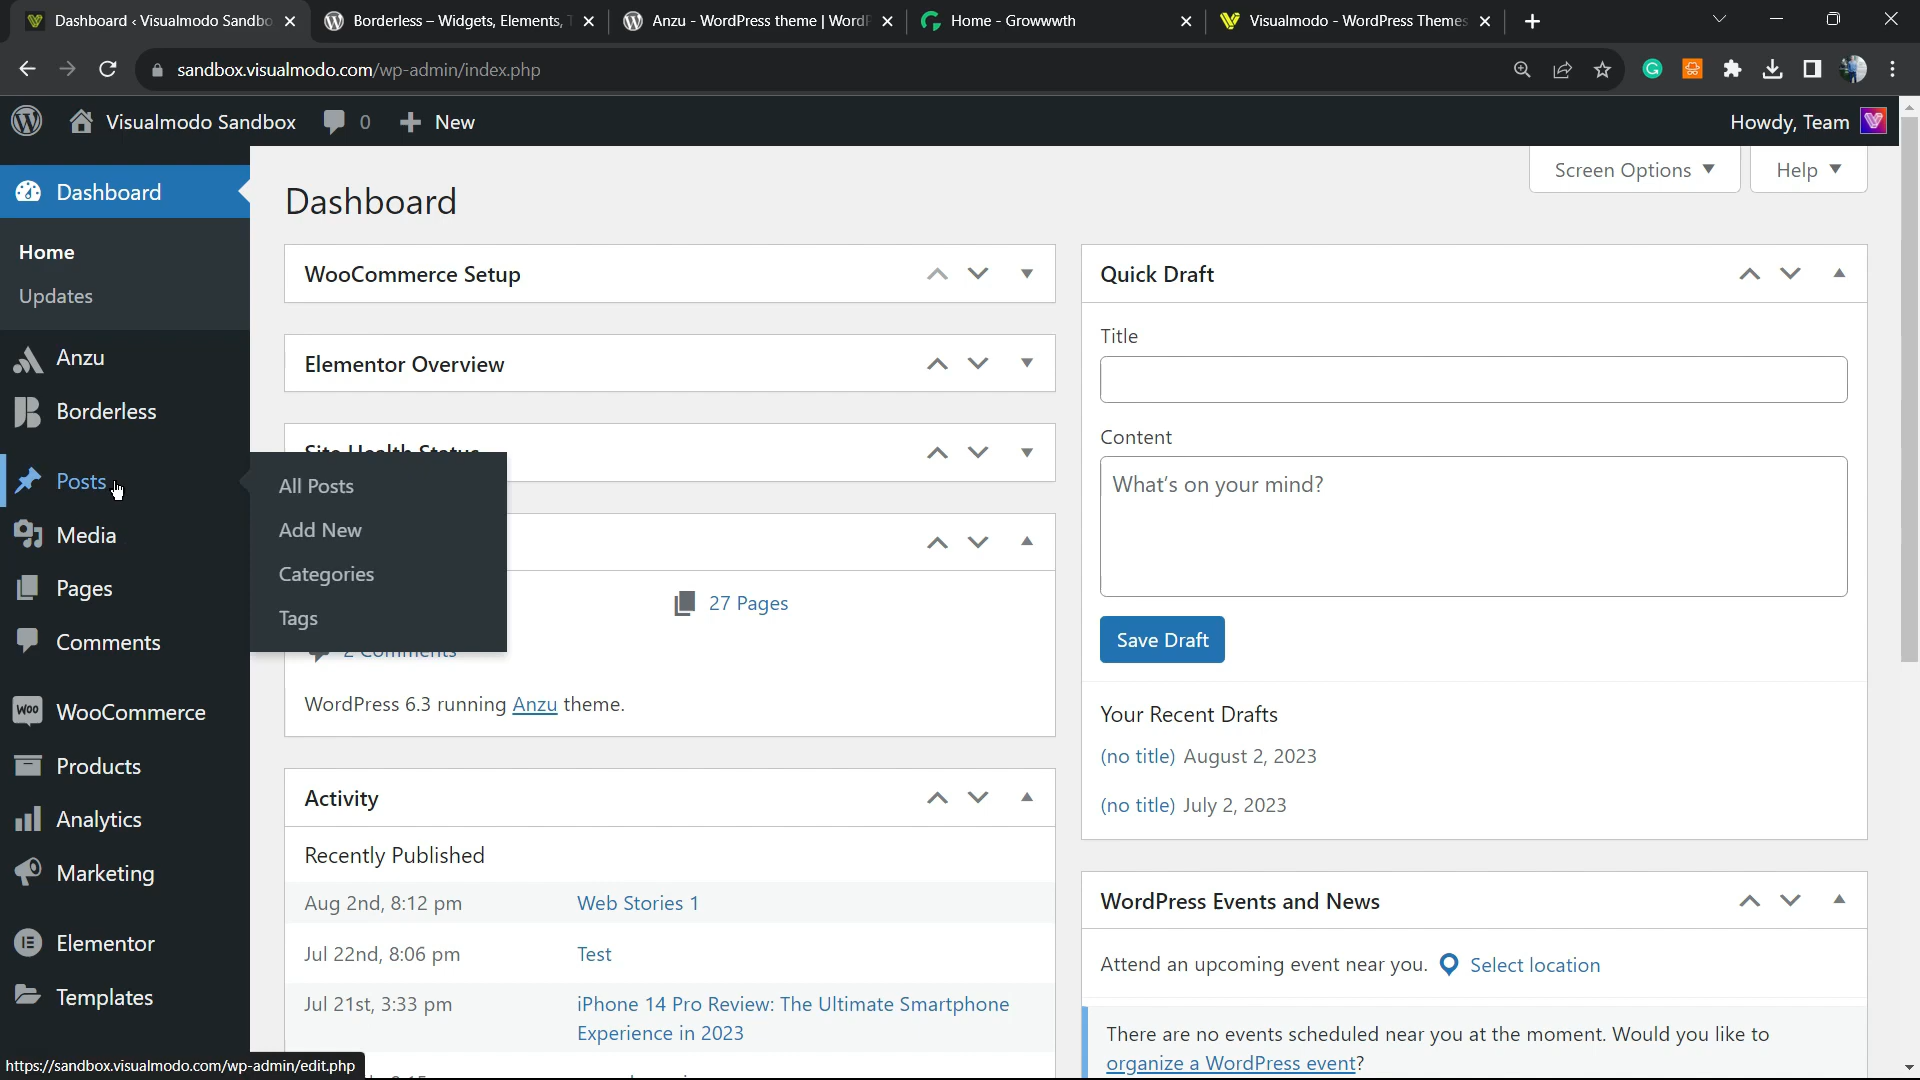 Dashboard ‹ Visualmodo Sandbo
Borderless – Widgets, Elements,
Anzu - WordPress theme | Word
Home - Growwwth
Visualmodo - WordPress Themes
sandbox.visualmodo.com/wp-admin/index.php
Visualmodo Sandbox
0
New
Howdy, Team
Dashboard
Home
Updates
Anzu
Borderless
Posts
Media
Pages
Comments
WooCommerce
Products
Analytics
Marketing
Elementor
Templates
All Posts
Add New
Categories
Tags
Screen Options
Help
Dashboard
WooCommerce Setup
Elementor Overview
Site Health Status
27 Pages
2 Comments
WordPress 6.3 running Anzu theme.
Activity
Recently Published
Aug 2nd, 8:12 pm Web Stories 1
Jul 22nd, 8:06 pm Test
Jul 21st, 3:33 pm iPhone 14 Pro Review: The Ultimate Smartphone
Experience in 2023
Quick Draft
Title
Content
What's on your mind?
Save Draft
Your Recent Drafts
(no title) August 2, 2023
(no title) July 2, 2023
WordPress Events and News
Attend an upcoming event near you. Select location
There are no events scheduled near you at the moment. Would you like to
organize a WordPress event?
https://sandbox.visualmodo.com/wp-admin/edit.php